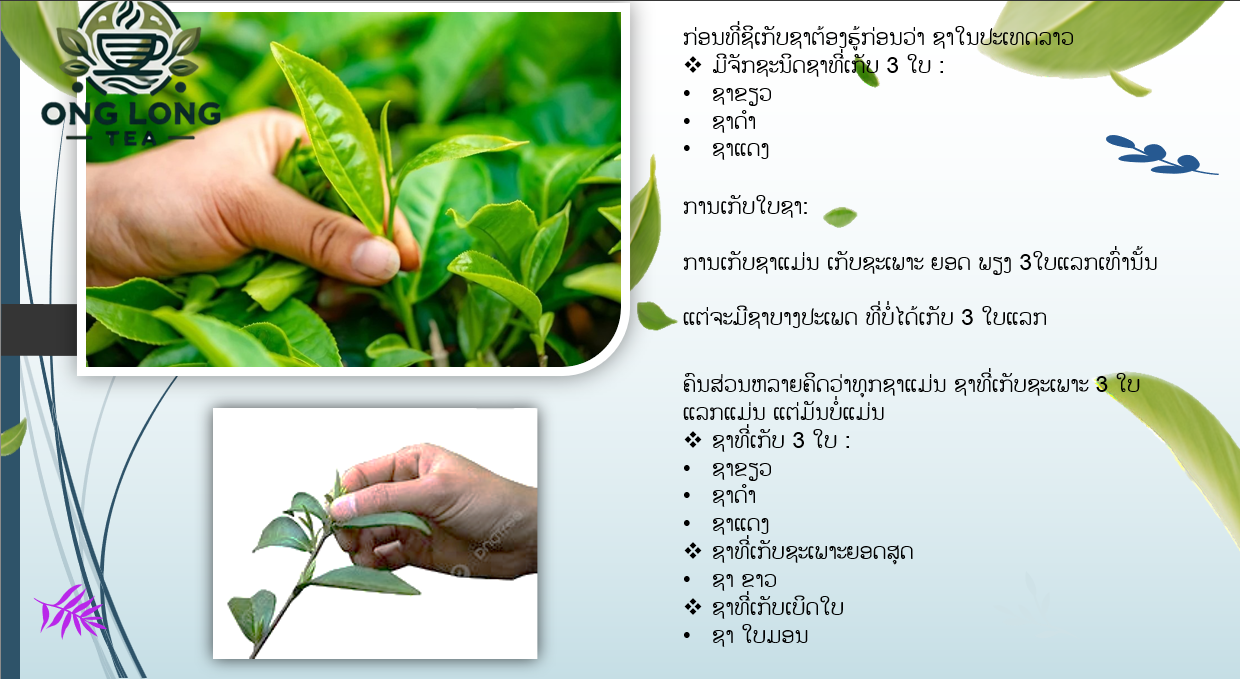 ONG LONG
TEA
ກ່ອນທີ່ຊິເກັບຊາຕ້ອງຮູ້ກ່ອນວ່າ ຊາໃນປະເທດລາວ
❖ ມີຈັກຊະນິດຊາທີ່ເກັບ 3 ໃບ :
• ຊາຂຽວ
• ຊາດຳ
• ຊາແດງ
ການເກັບໃບຊາ:
ການເກັບຊາແມ່ນ ເກັບຊະເພາະ ຍອດ ພຽງ 3ໃບແລກເທົ່ານັ້ນ
ແຕ່ຈະມີຊາບາງປະເພດ ທີ່ບໍ່ໄດ້ເກັບ 3 ໃບແລກ
ຄົນສ່ວນຫລາຍຄິດວ່າທຸກຊາແມ່ນ ຊາທີ່ເກັບຊະເພາະ 3 ໃບ
ແລກແມ່ນ ແຕ່ມັນບໍ່ແມ່ນ
❖ ຊາທີ່ເກັບ 3 ໃບ :
• ຊາຂຽວ
• ຊາດຳ
• ຊາແດງ
❖ ຊາທີ່ເກັບຊະເພາະຍອດສຸດ
• ຊາ ຂາວ
❖ ຊາທີ່ເກັບເບິດໃບ
• ຊາ ໃບມອນ
pngtree